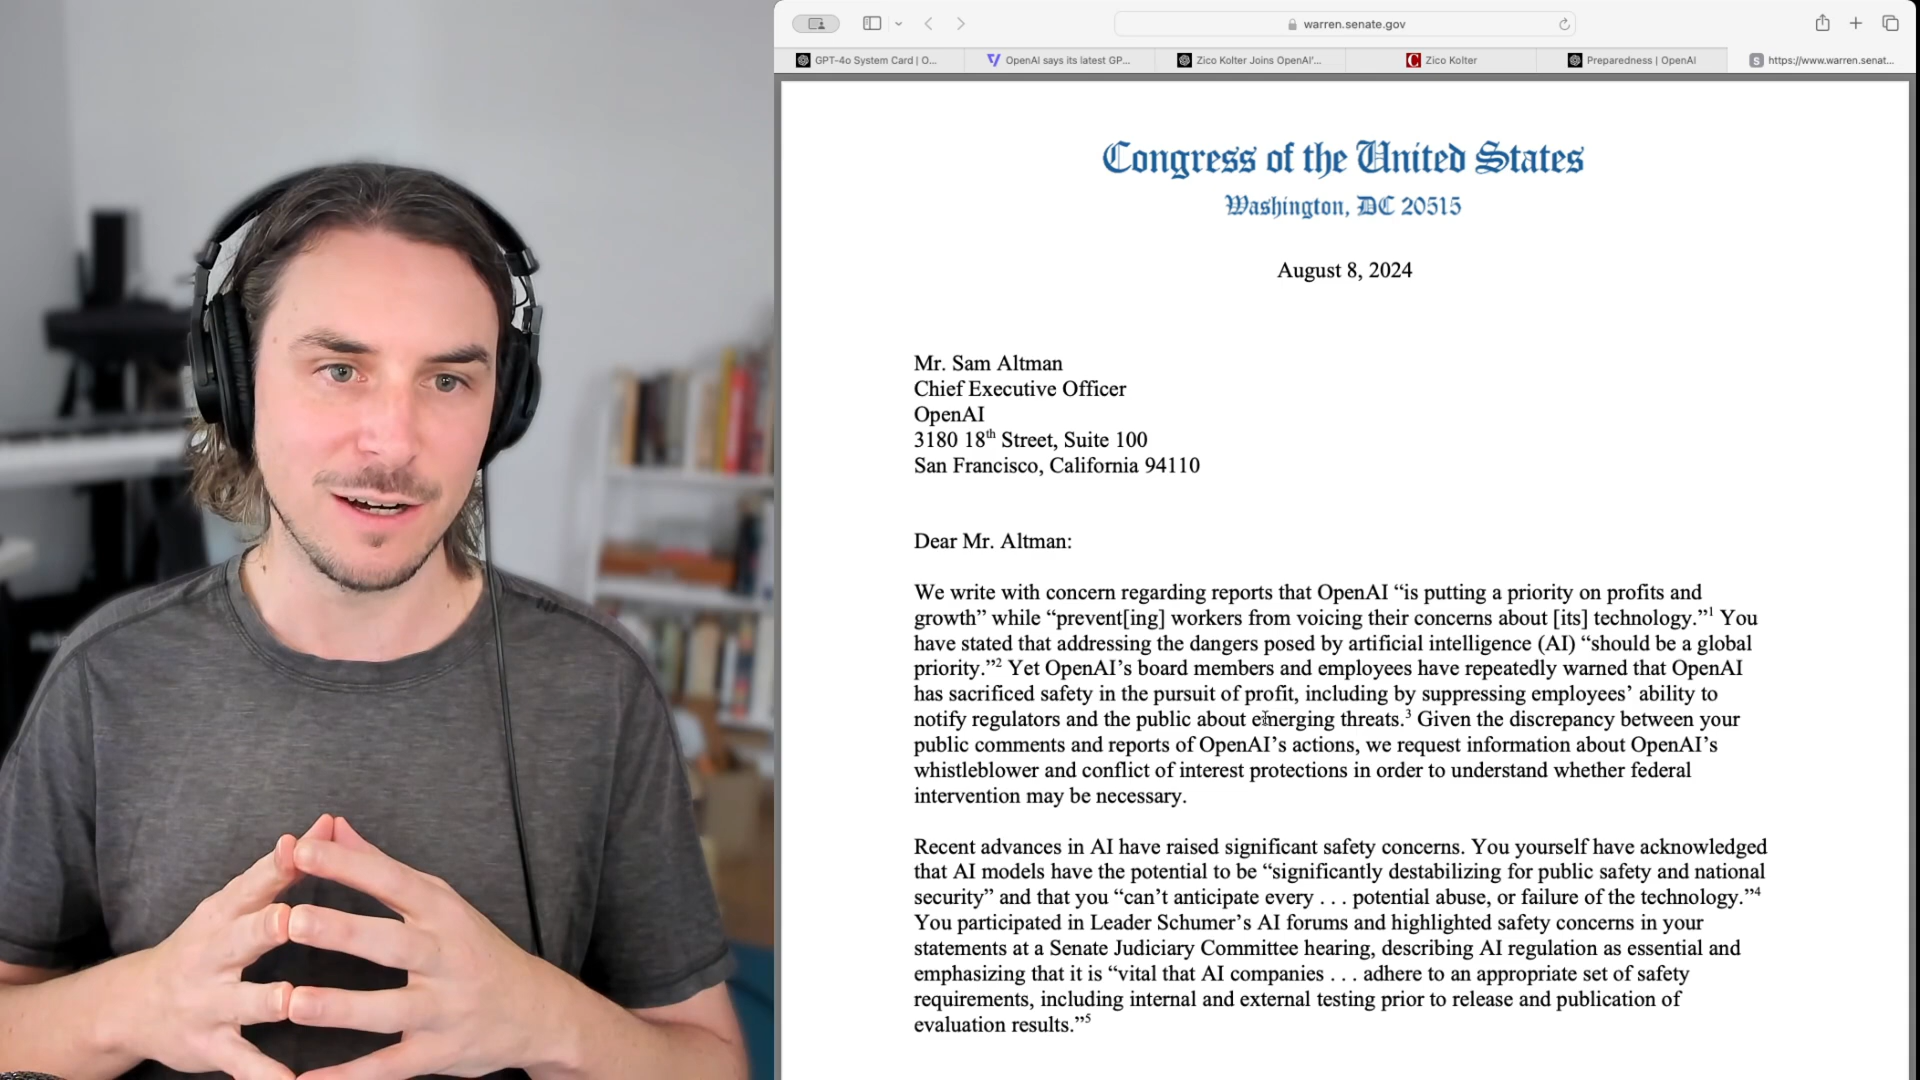 warren.senate.gov
GPT-4o System Card | O...
OpenAI says its latest GP...
Zico Kolter Joins OpenAI'...
Zico Kolter
Preparedness | OpenAI
https://www.warren.senat...
Congress of the United States
Washington, DC 20515
August 8, 2024
Mr. Sam Altman
Chief Executive Officer
OpenAI
3180 18th Street, Suite 100
San Francisco, California 94110
Dear Mr. Altman:
We write with concern regarding reports that OpenAI “is putting a priority on profits and
growth” while “prevent[ing] workers from voicing their concerns about [its] technology.”1 You
have stated that addressing the dangers posed by artificial intelligence (AI) “should be a global
priority.”2 Yet OpenAI’s board members and employees have repeatedly warned that OpenAI
has sacrificed safety in the pursuit of profit, including by suppressing employees’ ability to
notify regulators and the public about emerging threats.3 Given the discrepancy between your
public comments and reports of OpenAI’s actions, we request information about OpenAI’s
whistleblower and conflict of interest protections in order to understand whether federal
intervention may be necessary.
Recent advances in AI have raised significant safety concerns. You yourself have acknowledged
that AI models have the potential to be “significantly destabilizing for public safety and national
security” and that you “can’t anticipate every . . . potential abuse, or failure of the technology.”4
You participated in Leader Schumer’s AI forums and highlighted safety concerns in your
statements at a Senate Judiciary Committee hearing, describing AI regulation as essential and
emphasizing that it is “vital that AI companies . . . adhere to an appropriate set of safety
requirements, including internal and external testing prior to release and publication of
evaluation results.”5